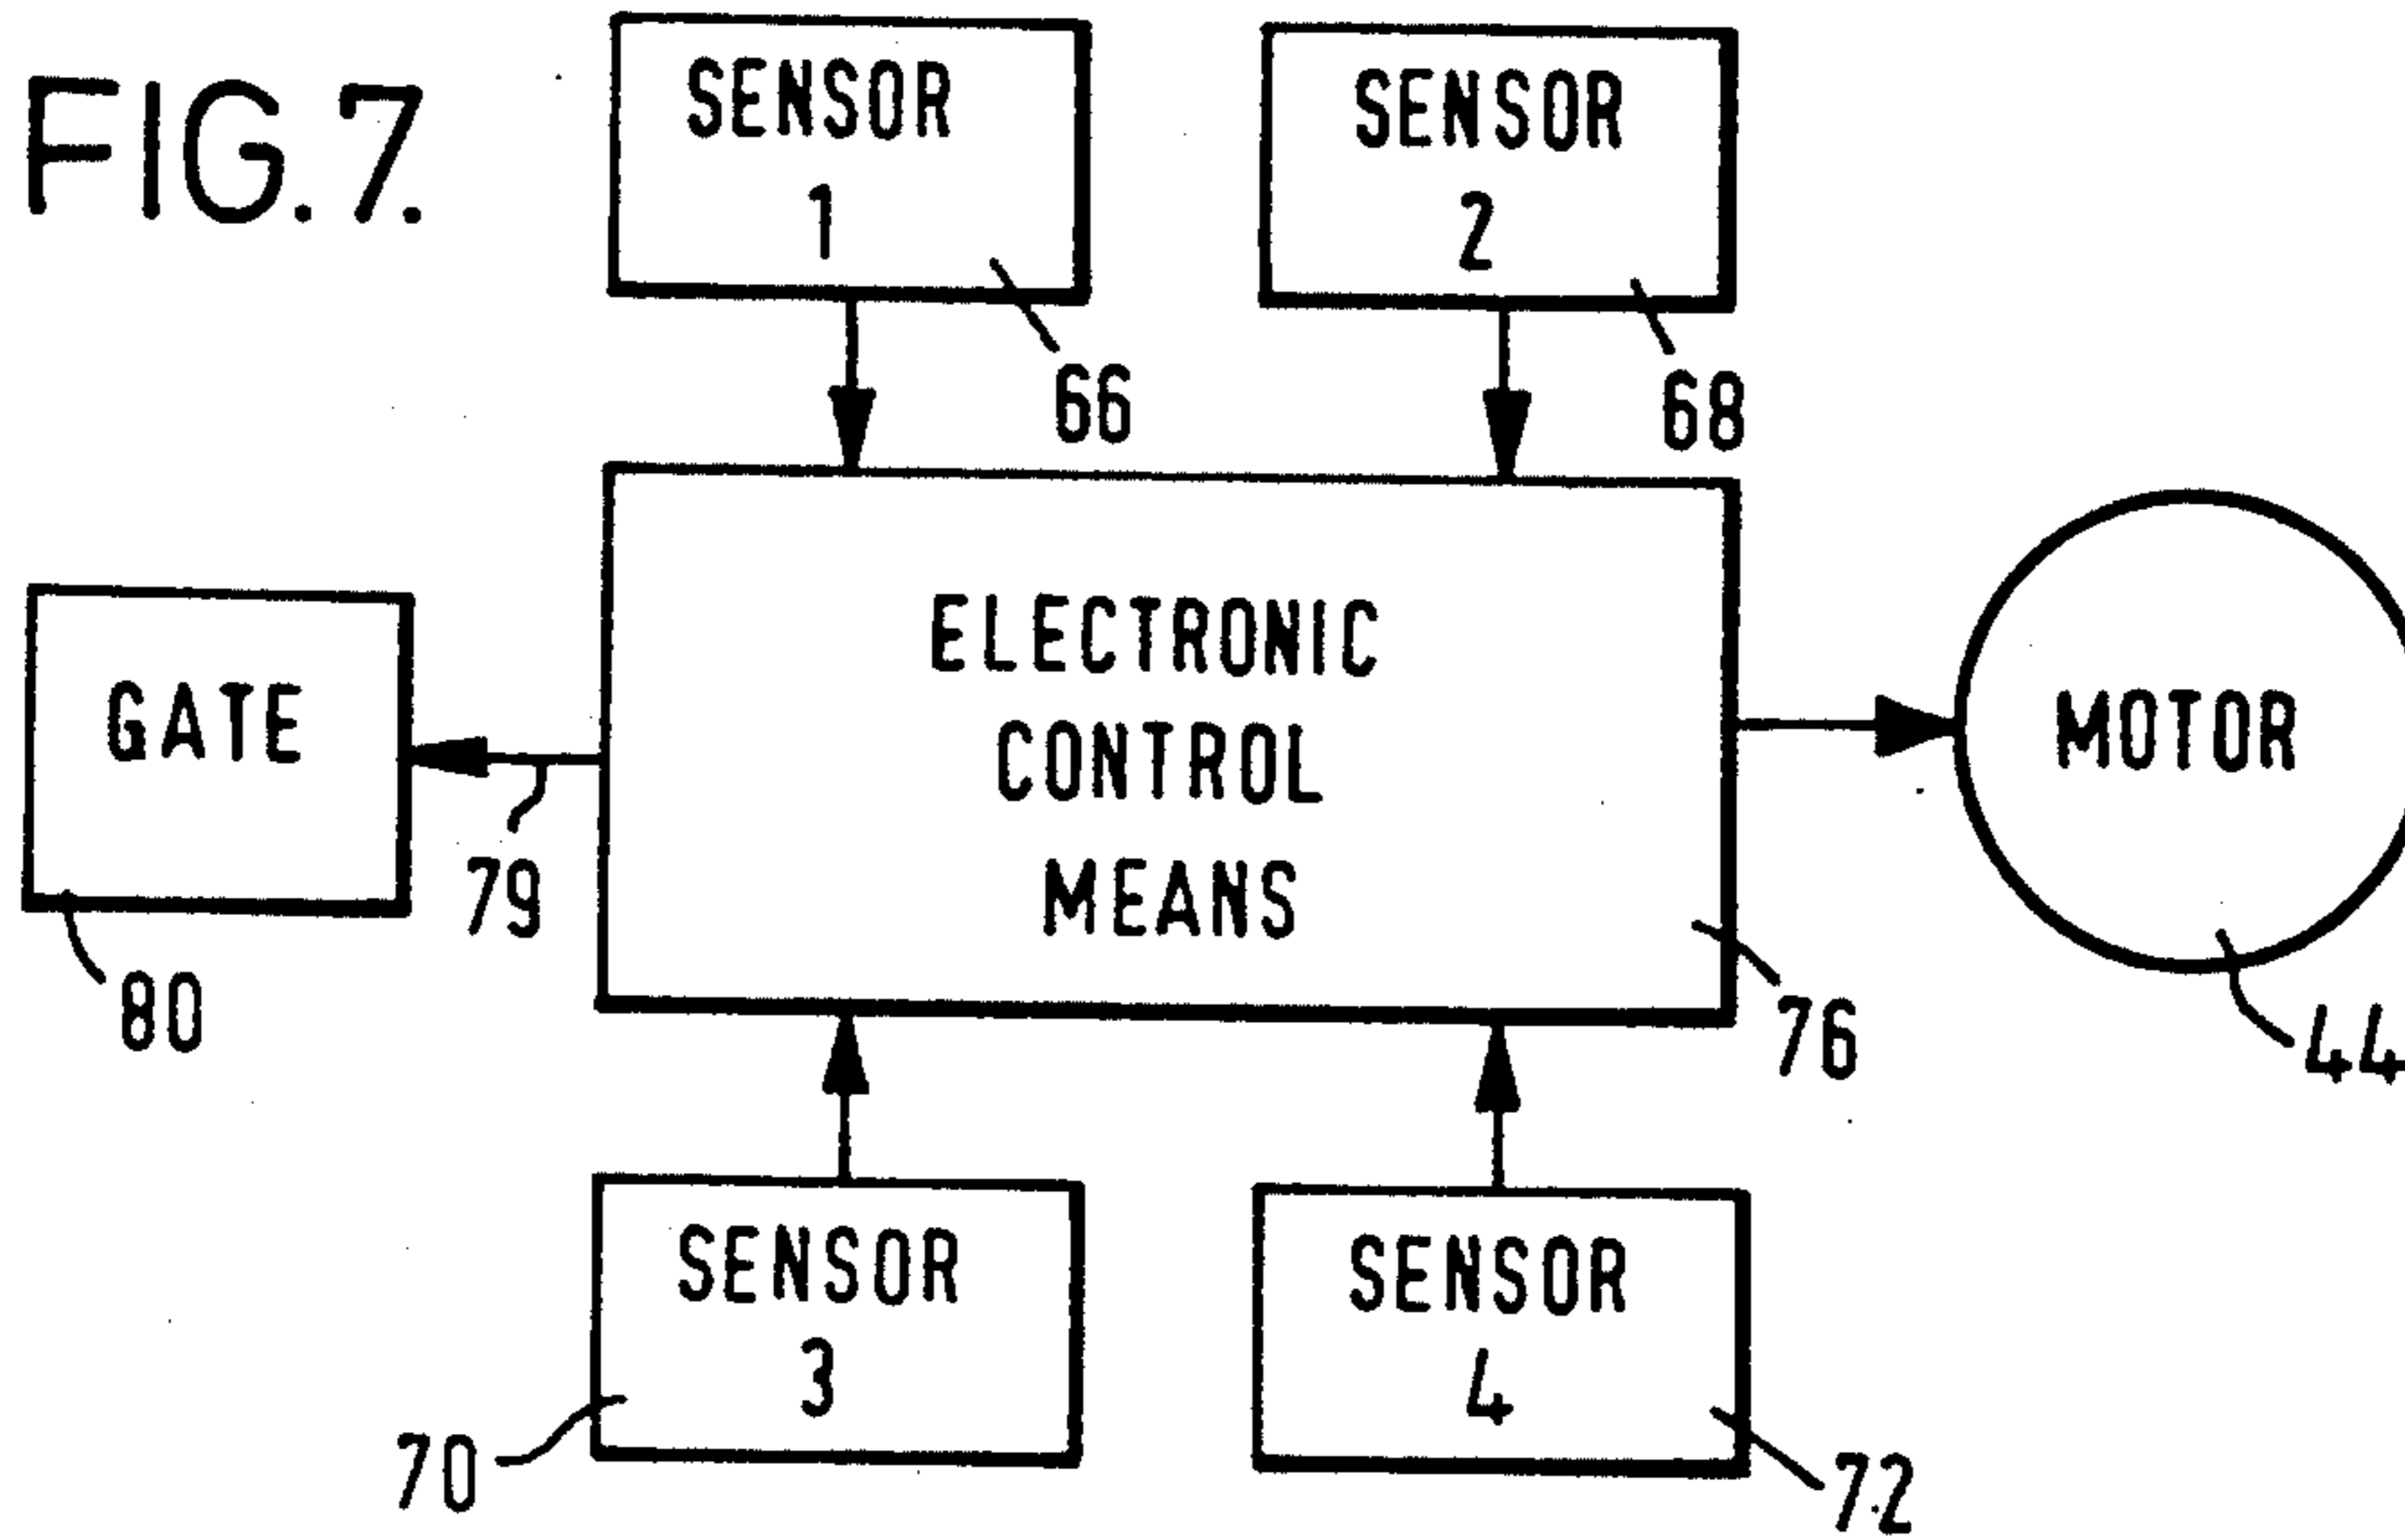 FIG. 7.
SENSOR
1
SENSOR
2
66
68
ELECTRONIC
CONTROL
MEANS
GATE
MOTOR
79
80
76
44
SENSOR
3
SENSOR
4
70
72